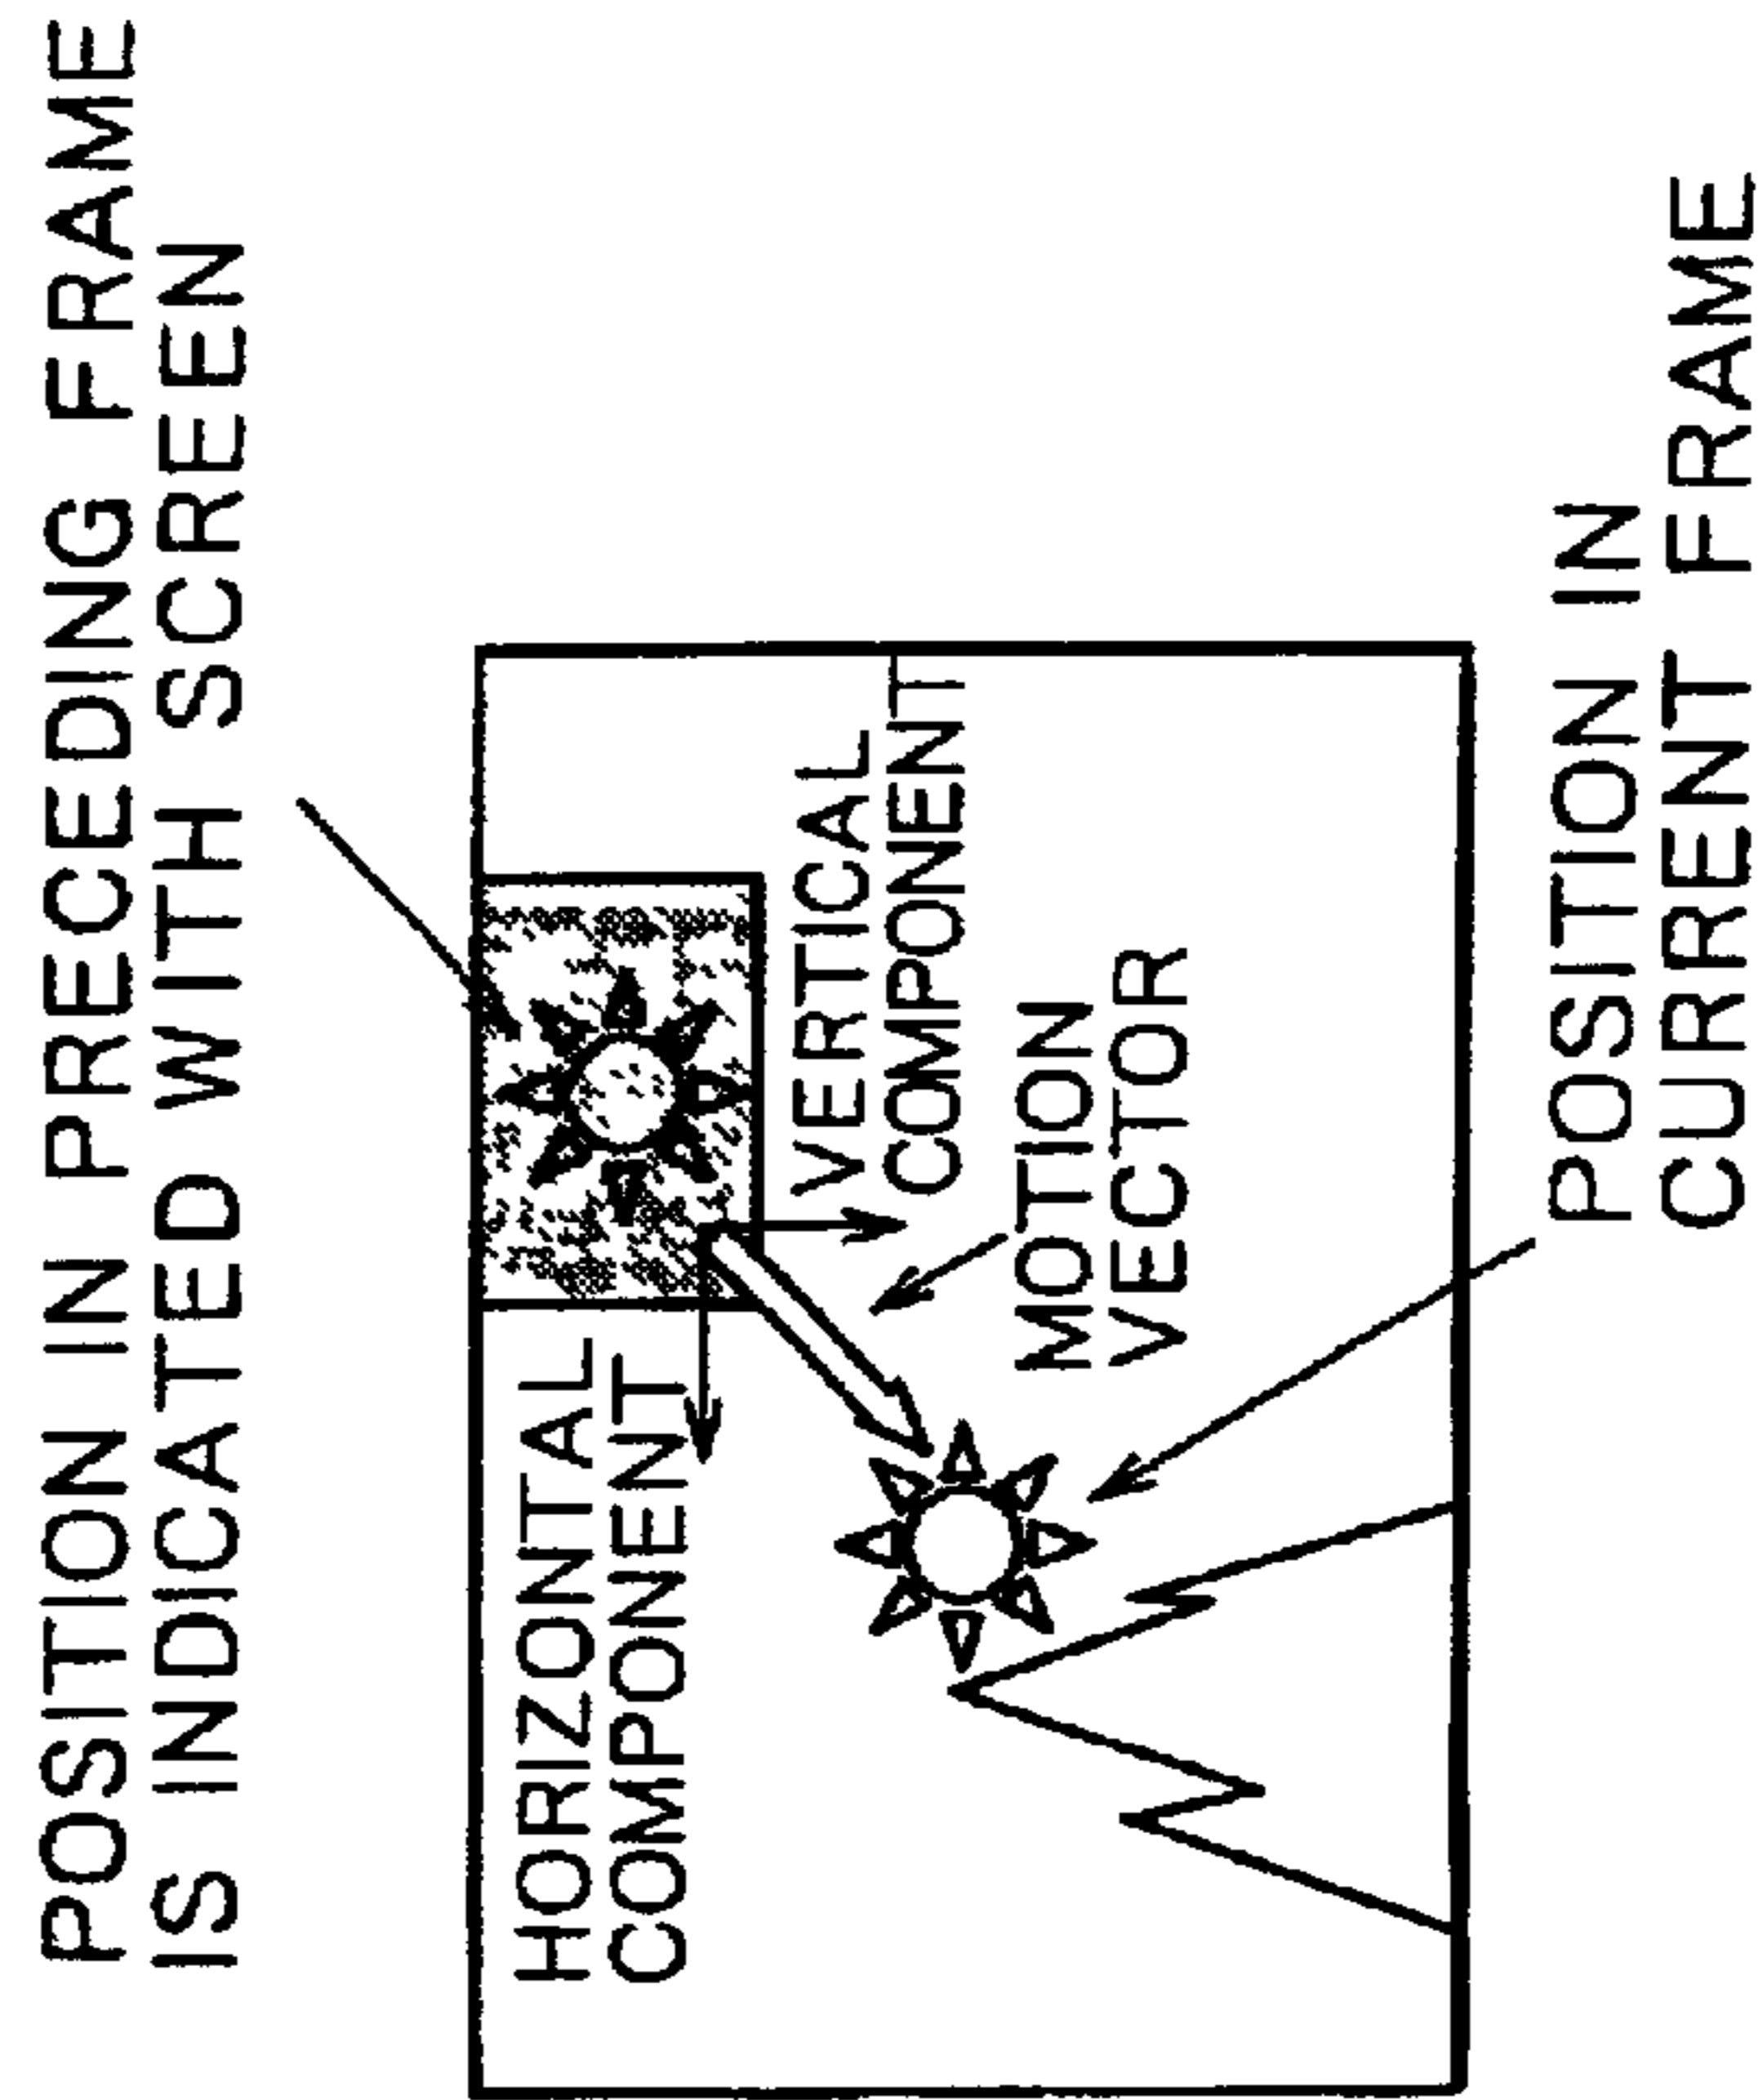 POSITION IN PRECEDING FRAME
IS INDICATED WITH SCREEN
HORIZONTAL
COMPONENT
VERTICAL
COMPONENT
MOTION
VECTOR
POSITION IN
CURRENT FRAME